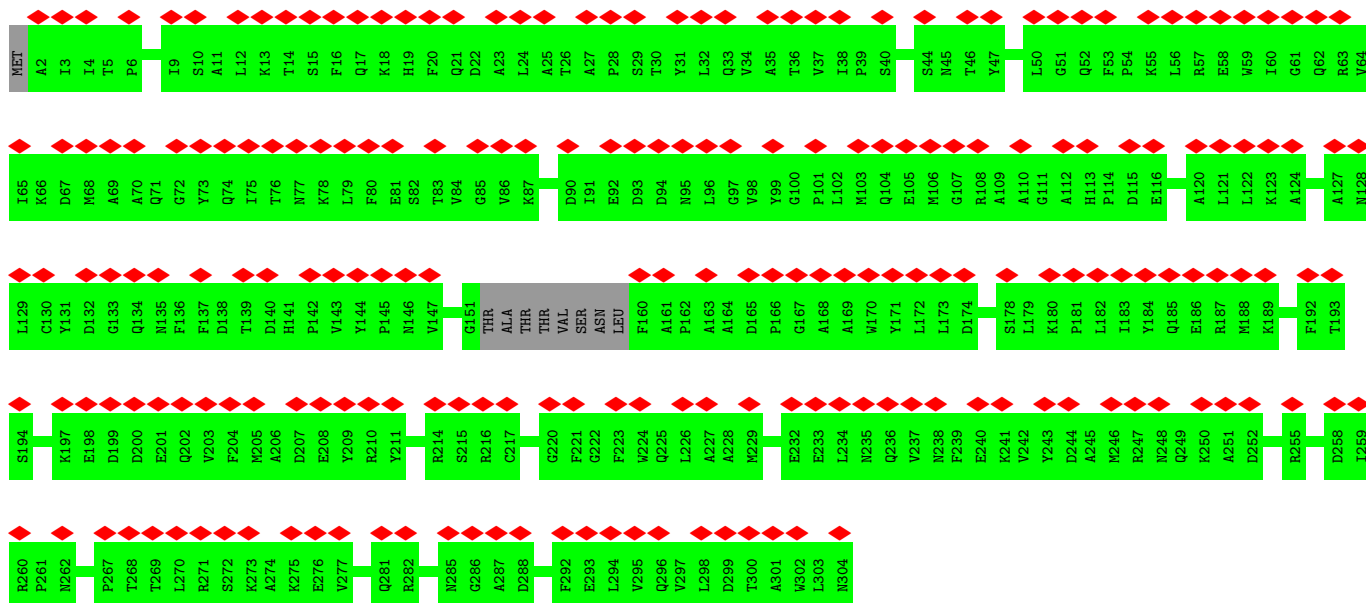 MET A2 I3 I4 T5 P6 I9 S10 A11 L12 K13 T14 S15 F16 Q17 K18 H19 F20 Q21 D22 A23 L24 A25 T26 A27 P28 S29 T30 Y31 L32 Q33 V34 A35 T36 V37 I38 P39 S40 S44 N45 T46 Y47 L50 G51 Q52 F53 P54 K55 L56 R57 E58 W59 I60 G61 Q62 R63 V64
I65 K66 D67 M68 A69 A70 Q71 G72 Y73 Q74 I75 T76 N77 K78 L79 F80 E81 S82 T83 V84 G85 V86 K87 D90 I91 E92 D93 D94 N95 L96 G97 V98 Y99 G100 P101 L102 M103 Q104 E105 M106 G107 R108 A109 A110 G111 A112 H113 P114 D115 E116 A120 L121 L122 K123 A124 A127 N128
L129 C130 Y131 D132 G133 Q134 N135 F136 F137 D138 T139 D140 H141 P142 V143 Y144 P145 N146 V147 G151 THR ALA THR THR VAL SER ASN LEU F160 A161 P162 A163 A164 D165 P166 G167 A168 A169 W170 Y171 L172 L173 D174 S178 L179 K180 P181 L182 I183 Y184 Q185 E186 R187 M188 K189 F192 T193
S194 K197 E198 D199 D200 E201 Q202 V203 F204 M205 A206 D207 E208 Y209 R210 Y211 R214 S215 R216 C217 G220 F221 G222 F223 W224 Q225 L226 A227 A228 M229 E232 E233 L234 N235 Q236 V237 N238 F239 E240 K241 V242 Y243 D244 A245 M246 R247 N248 Q249 K250 A251 D252 R255 D258 I259
R260 P261 N262 P267 T268 T269 L270 R271 S272 K273 A274 K275 E276 V277 Q281 R282 N285 G286 A287 D288 F292 E293 L294 V295 Q296 V297 L298 D299 T300 A301 W302 L303 N304